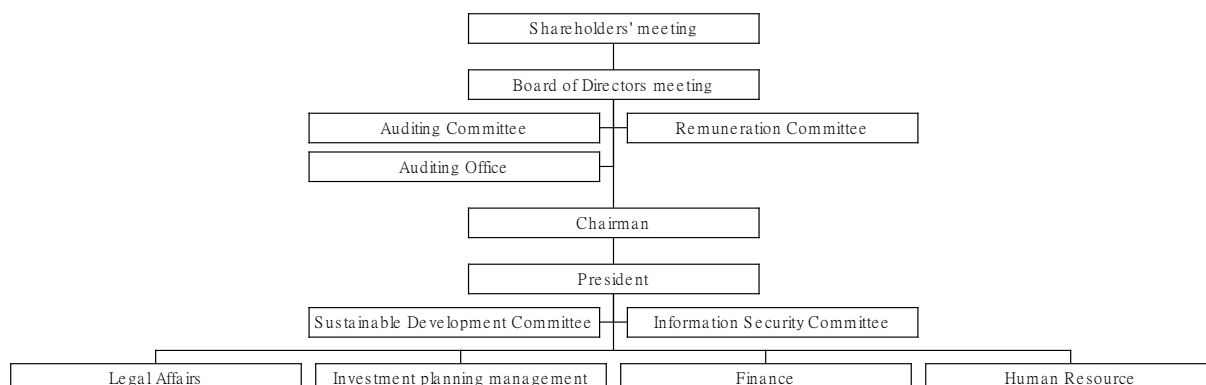 Shareholders' meeting
Board of Directors meeting
Auditing Committee
Remuneration Committee
Auditing Office
Chairman
President
Sustainable Development Committee
Information Security Committee
Legal Affairs
Investment planning management
Finance
Human Resource